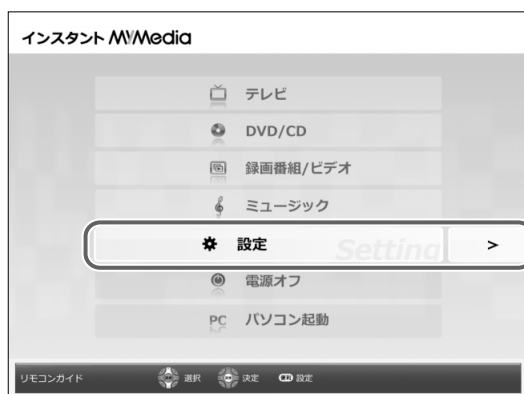 インスタント MyMedia
テレビ
DVD/CD
録画番組/ビデオ
ミュージック
設定 Setting >
電源オフ
PC パソコン起動
リモコンガイド 選択 決定 設定